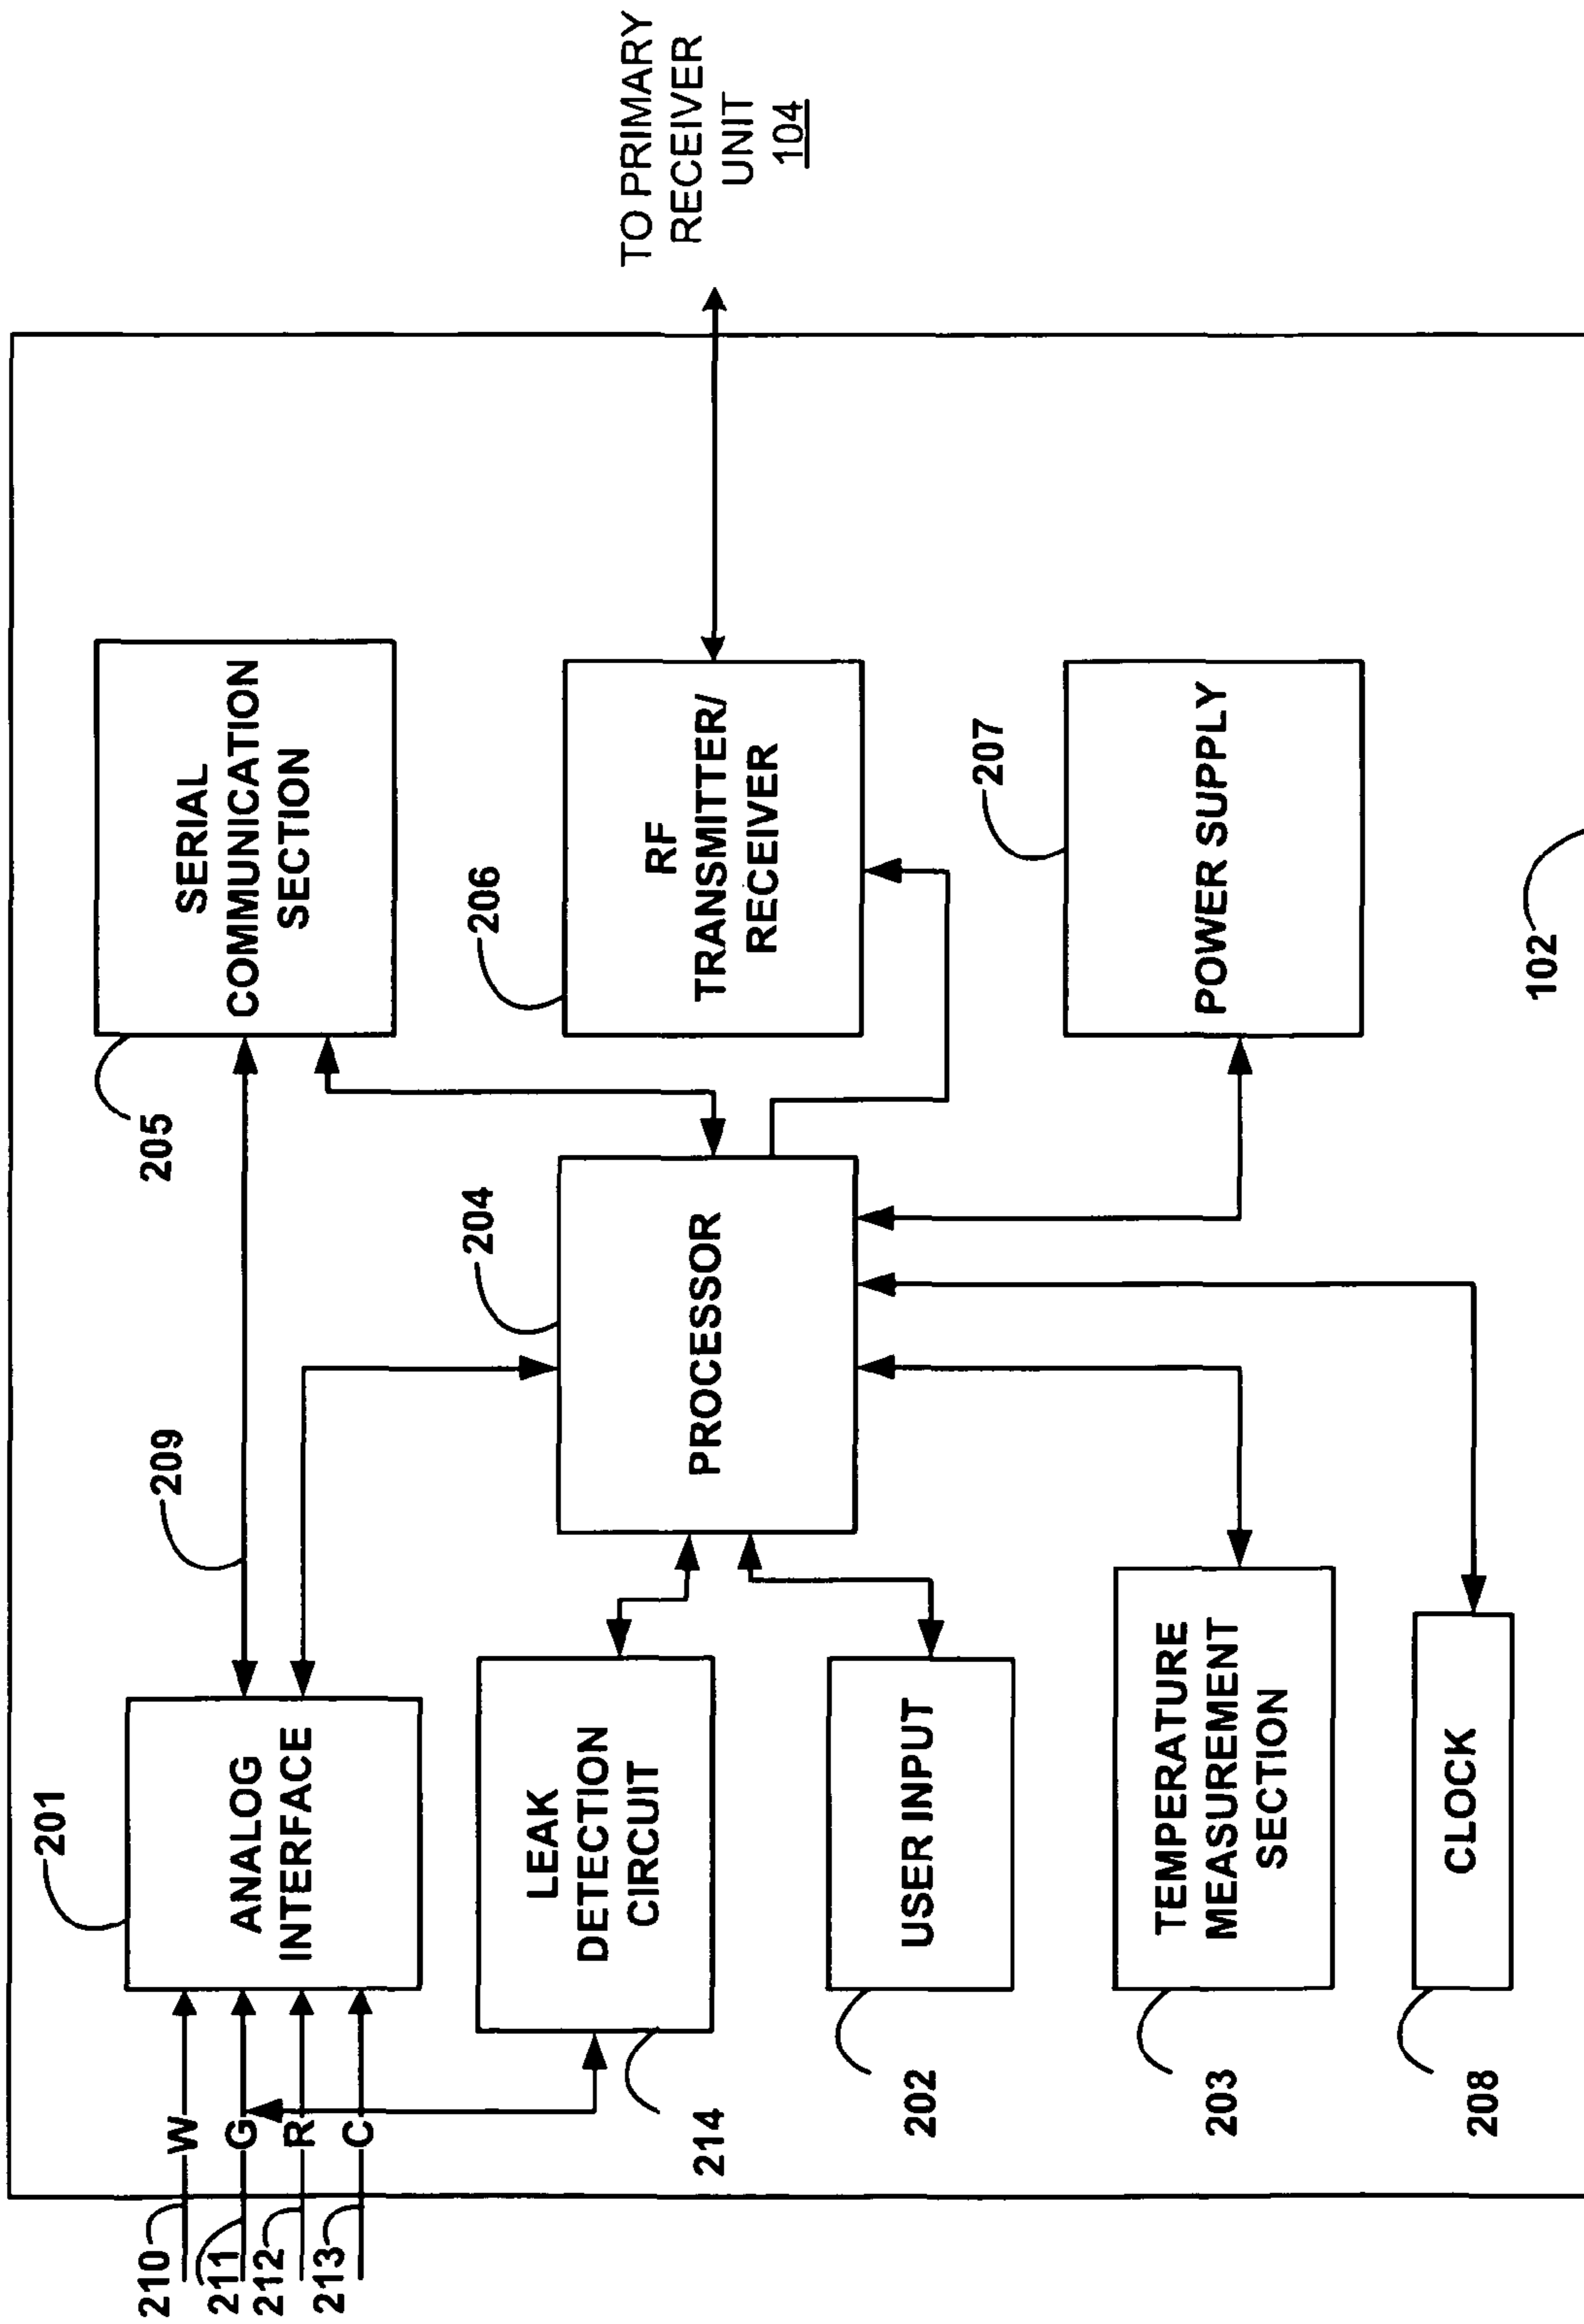 210
W
211
G
212
R
213
C
201
ANALOG
INTERFACE
209
205
SERIAL
COMMUNICATION
SECTION
214
LEAK
DETECTION
CIRCUIT
204
PROCESSOR
206
RF
TRANSMITTER/
RECEIVER
TO PRIMARY
RECEIVER
UNIT
104
202
USER INPUT
207
POWER SUPPLY
203
TEMPERATURE
MEASUREMENT
SECTION
208
CLOCK
102